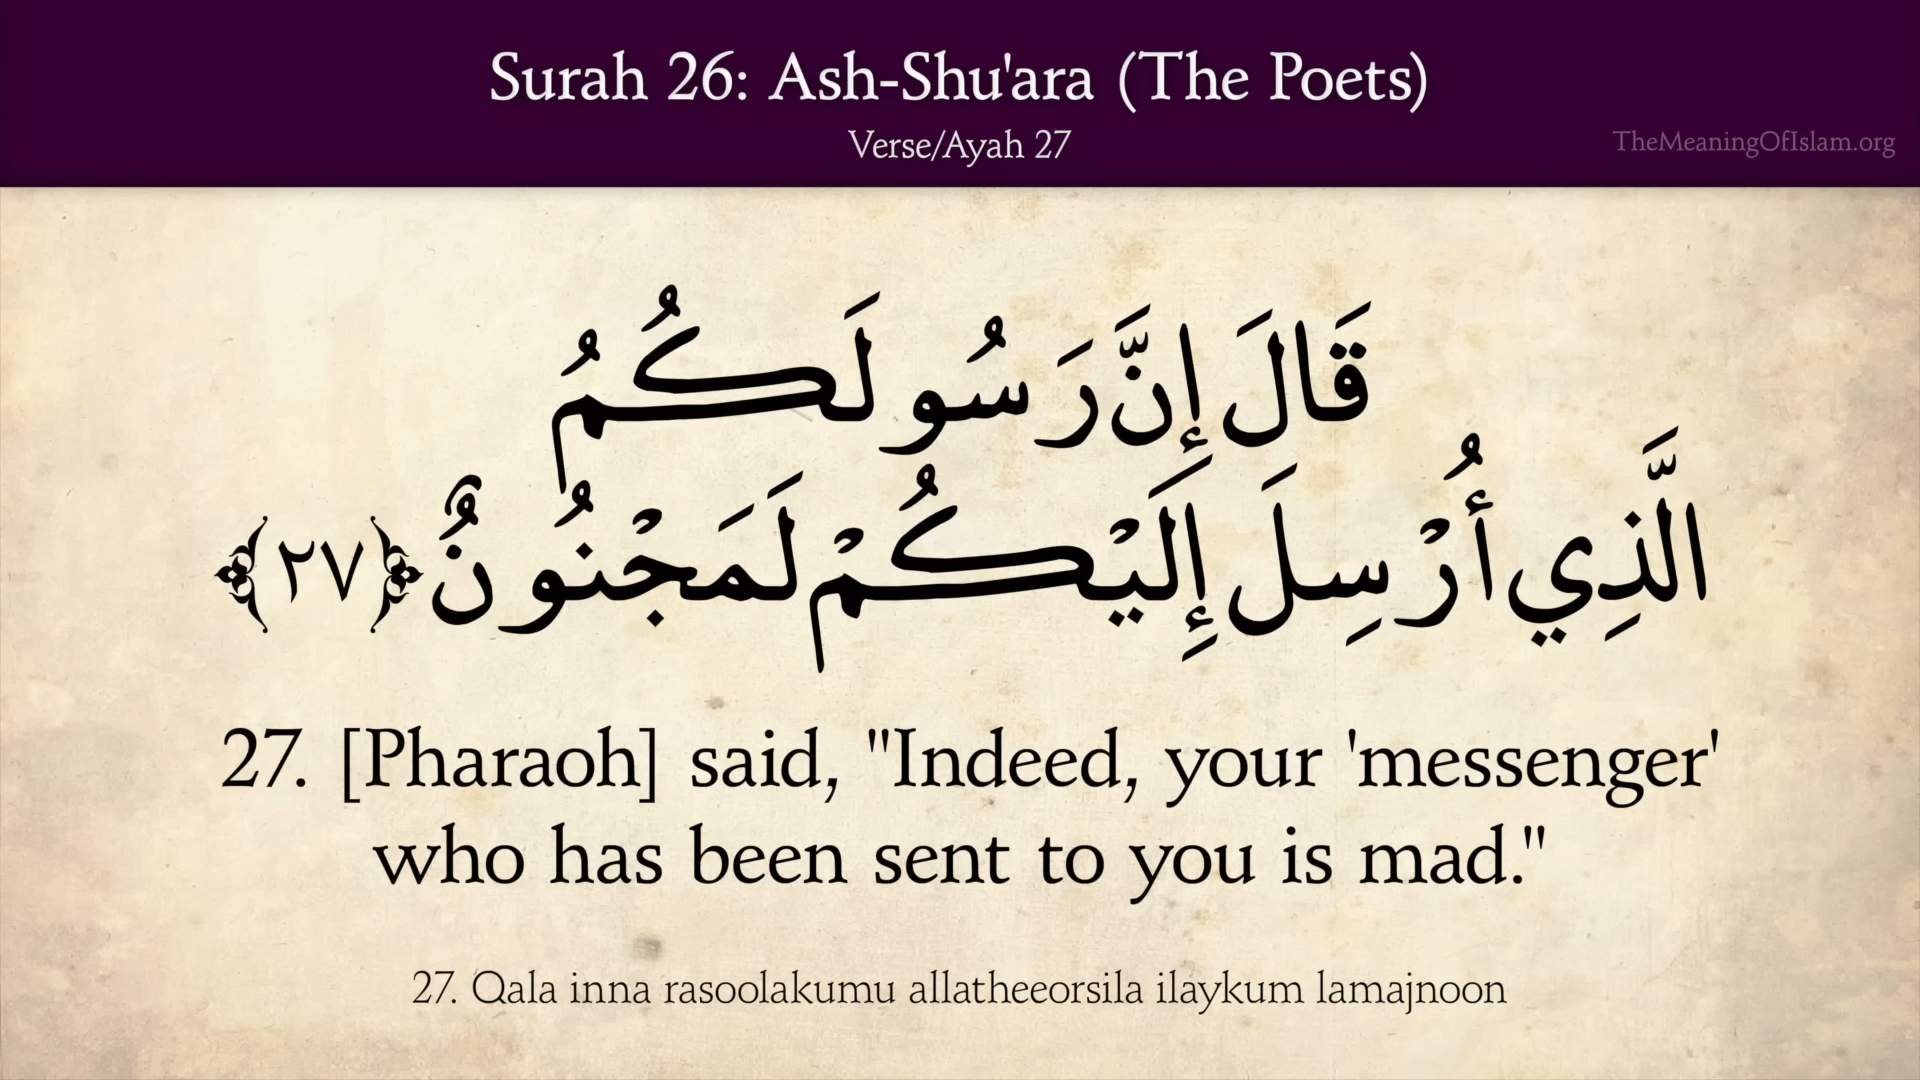 Surah 26: Ash-Shu'ara (The Poets)
Verse/Ayah 27
TheMeaningOfIslam.org
قَالَ إِنَّ رَسُولَكُمُ
الَّذِي أُرْسِلَ إِلَيْكُمْ لَمَجْنُونٌ ﴿٢٧﴾
27. [Pharaoh] said, "Indeed, your 'messenger'
who has been sent to you is mad."
27. Qala inna rasoolakumu allatheeorsila ilaykum lamajnoon